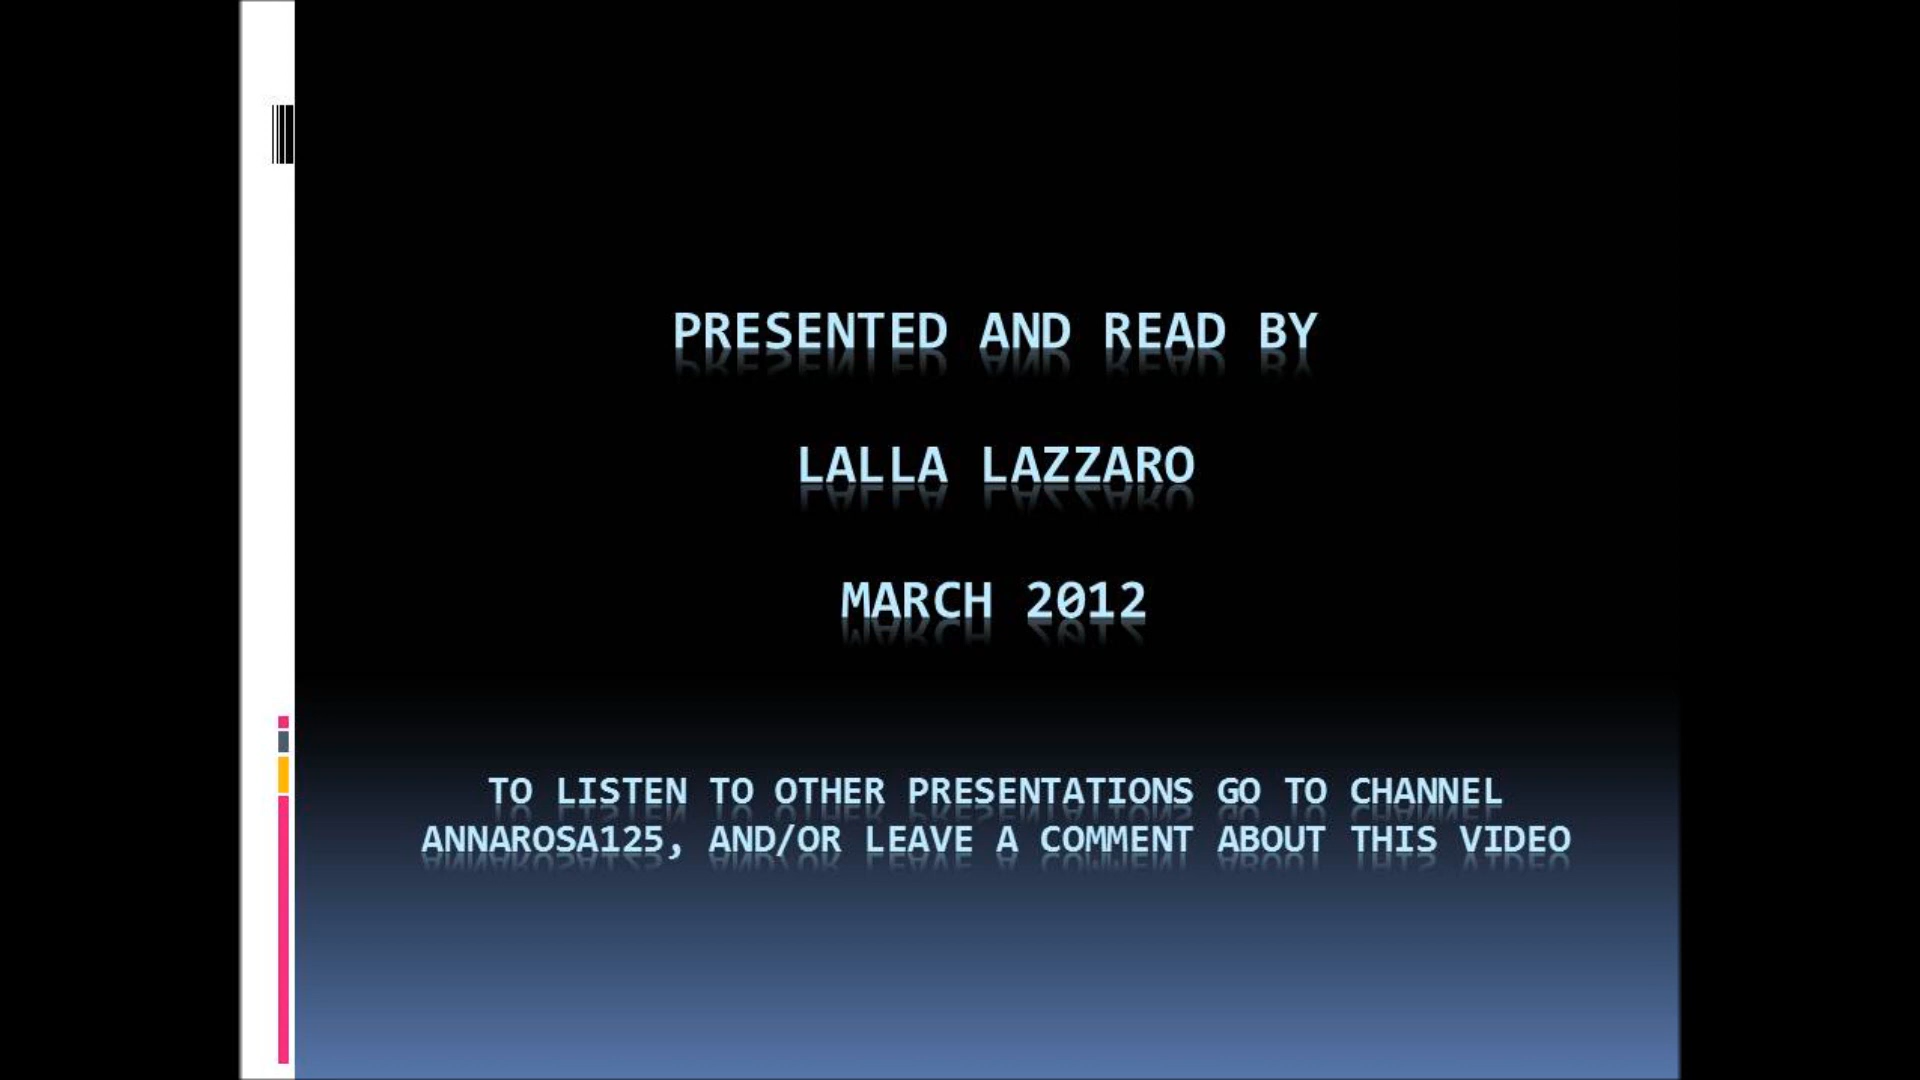 PRESENTED AND READ BY
LALLA LAZZARO
MARCH 2012
TO LISTEN TO OTHER PRESENTATIONS GO TO CHANNEL
ANNAROSA125, AND/OR LEAVE A COMMENT ABOUT THIS VIDEO